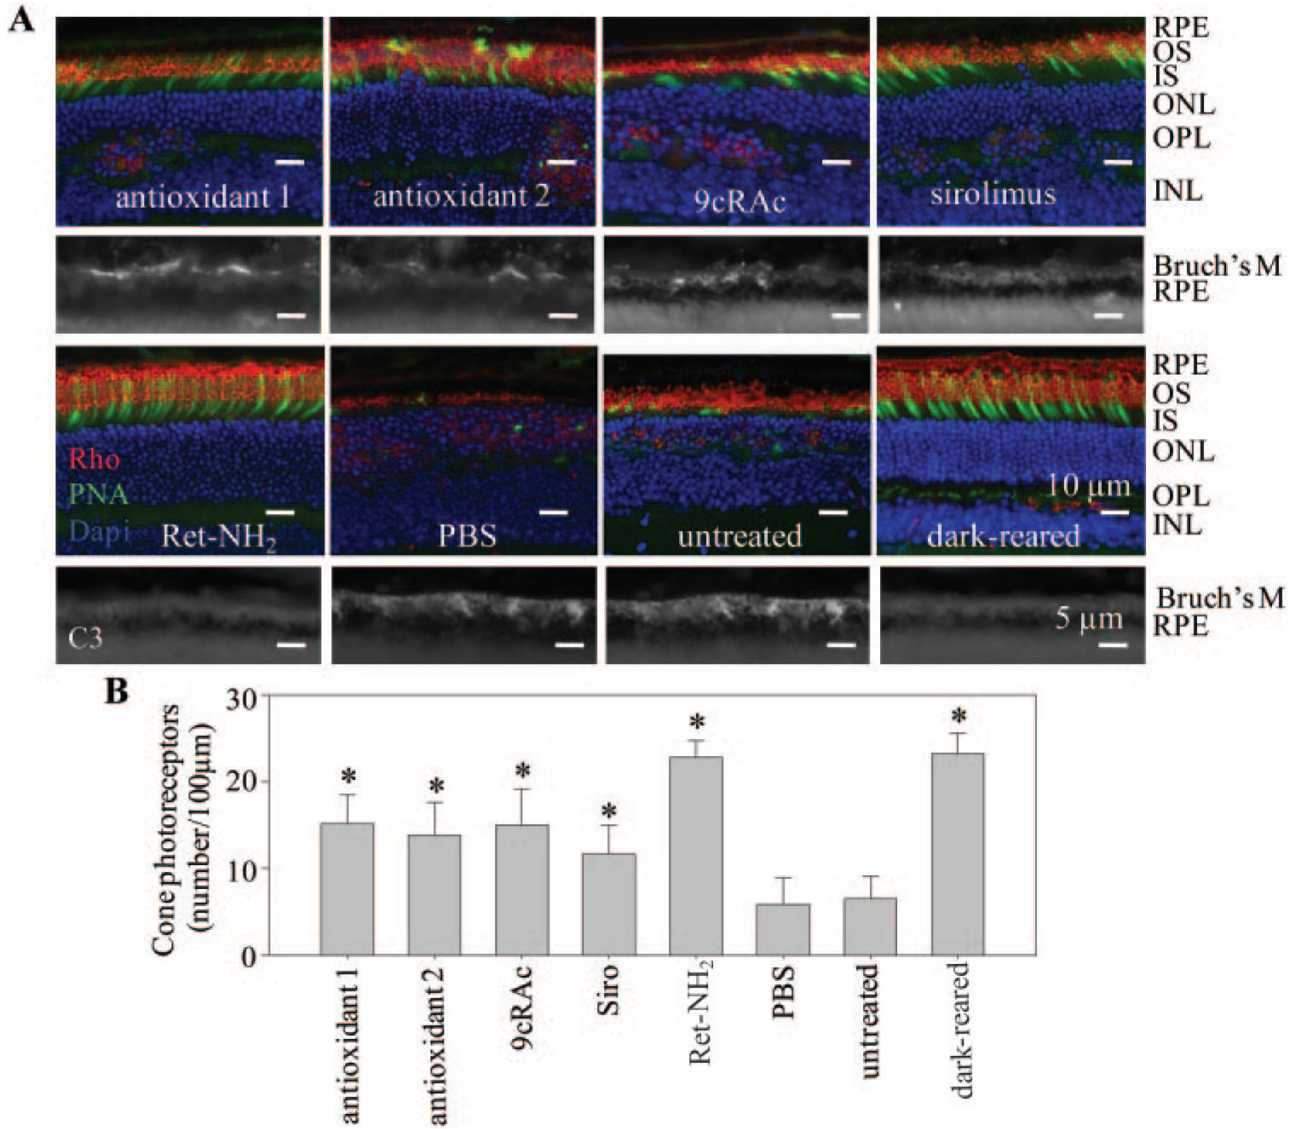 A
RPE
OS
IS
ONL
OPL
INL
antioxidant 1
antioxidant 2
9cRAc
sirolimus
Bruch's M
RPE
RPE
OS
IS
ONL
OPL
INL
Rho
PNA
Dapi
Ret-NH₂
PBS
untreated
10 µm
dark-reared
C3
Bruch's M
RPE
5 µm
B
Cone photoreceptors
(number/100µm)
30
20
10
0
*
*
*
*
*
*
antioxidant 1
antioxidant 2
9cRAc
Siro
Ret-NH₂
PBS
untreated
dark-reared